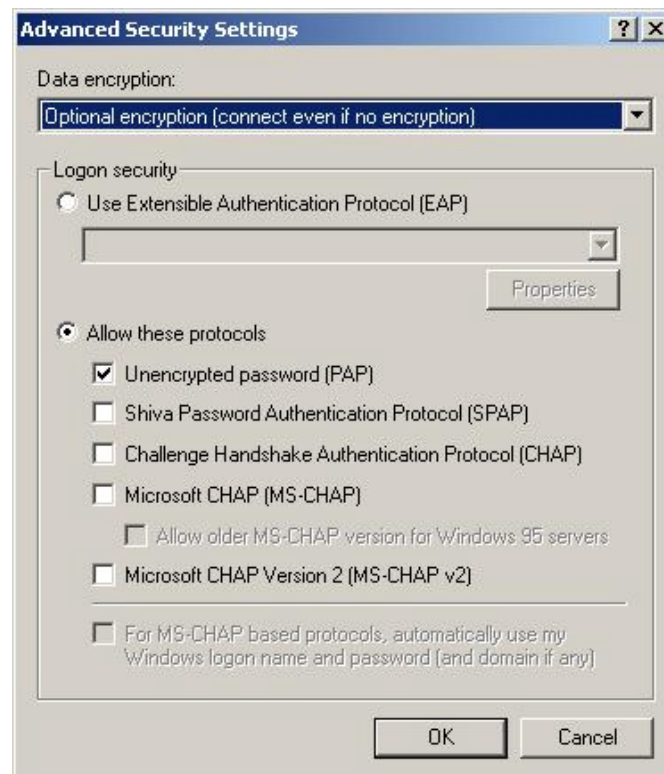 Advanced Security Settings
Data encryption:
Optional encryption (connect even if no encryption)
Logon security
Use Extensible Authentication Protocol (EAP)
Properties
Allow these protocols
Unencrypted password (PAP)
Shiva Password Authentication Protocol (SPAP)
Challenge Handshake Authentication Protocol (CHAP)
Microsoft CHAP (MS-CHAP)
Allow older MS-CHAP version for Windows 95 servers
Microsoft CHAP Version 2 (MS-CHAP v2)
For MS-CHAP based protocols, automatically use my
Windows logon name and password (and domain if any)
OK Cancel